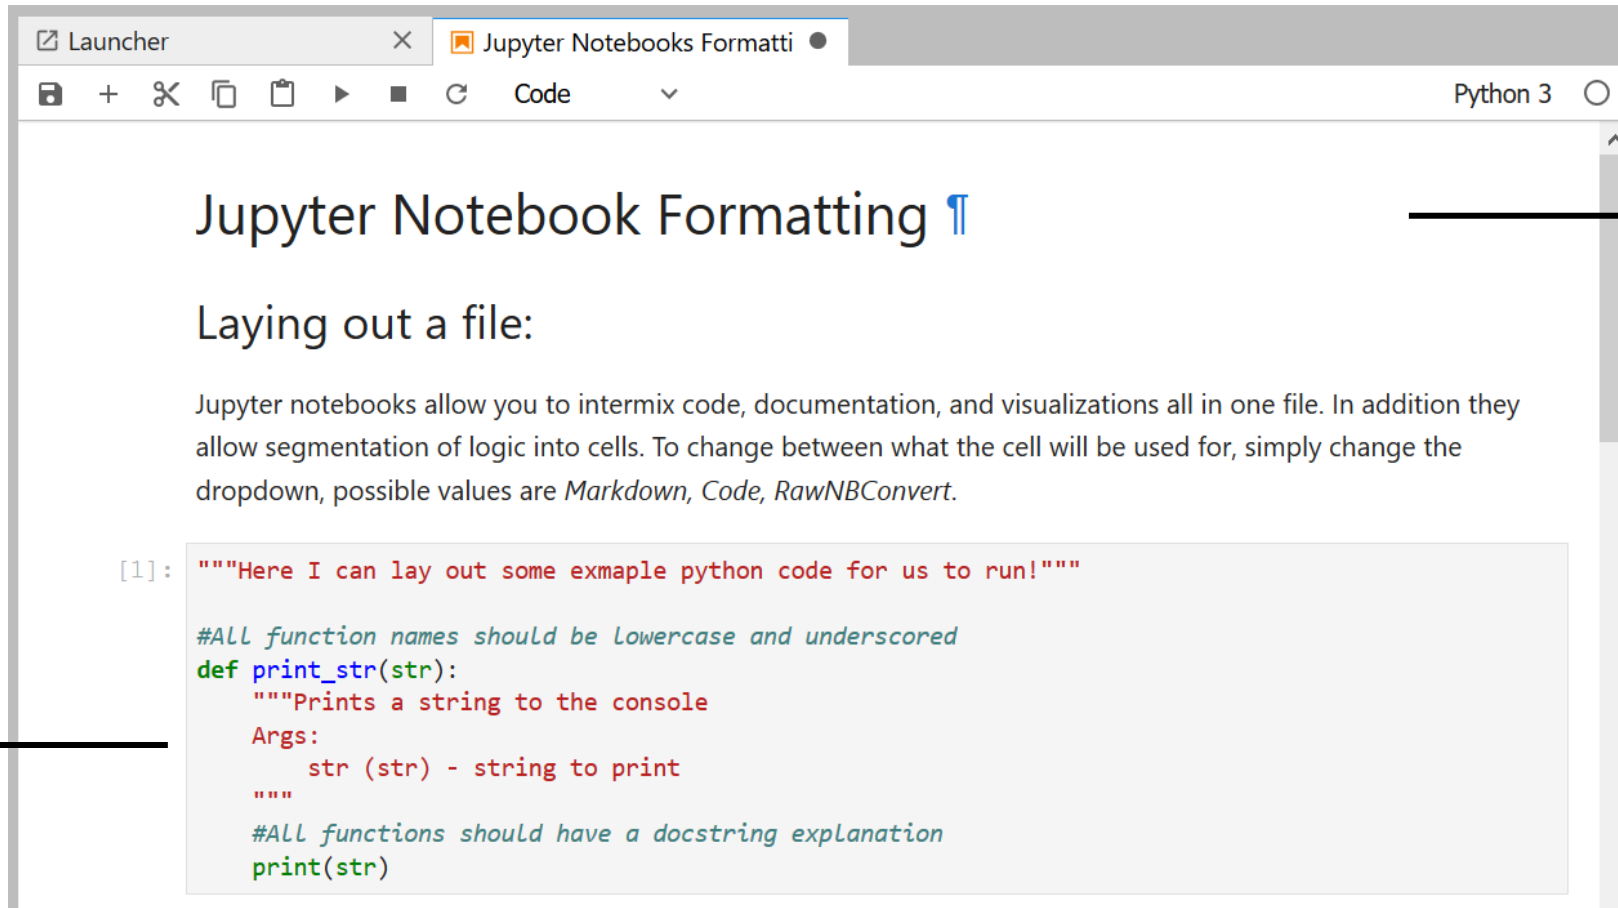 Launcher
Jupyter Notebooks Formatti
Code
Python 3
Jupyter Notebook Formatting ¶
Laying out a file:
Jupyter notebooks allow you to intermix code, documentation, and visualizations all in one file. In addition they
allow segmentation of logic into cells. To change between what the cell will be used for, simply change the
dropdown, possible values are Markdown, Code, RawNBConvert.
[1]: """Here I can lay out some exmaple python code for us to run!"""
#All function names should be lowercase and underscored
def print_str(str):
    """Prints a string to the console
    Args:
        str (str) - string to print
    """
    #All functions should have a docstring explanation
    print(str)